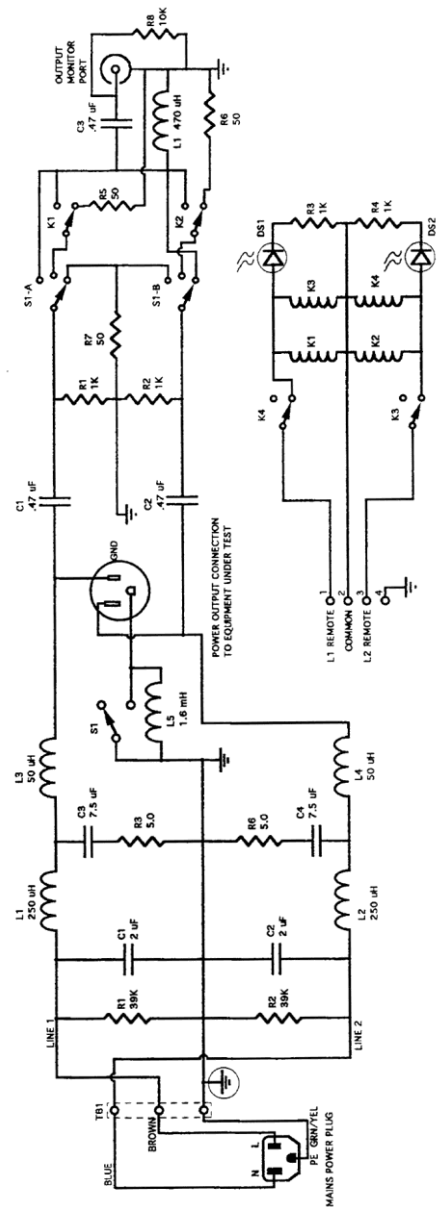 MAINS POWER PLUG
N
L
PE GRN/YEL
BLUE
BROWN
TB1
LINE 1
LINE 2
R1
39K
R2
39K
C1
2 uF
C2
2 uF
L1
250 uH
L2
250 uH
C3
7.5 uF
R3
5.0
R6
5.0
C4
7.5 uF
L3
50 uH
L4
50 uH
S1
L5
1.6 mH
GND
POWER OUTPUT CONNECTION
TO EQUIPMENT UNDER TEST
C1
.47 uF
C2
.47 uF
R1
1K
R2
1K
R7
50
S1-A
S1-B
K1
K2
R5
50
C3
.47 uF
L1
470 uH
R6
50
OUTPUT
MONITOR
PORT
R8
10K
L1 REMOTE
1
COMMON
2
L2 REMOTE
3
4
K4
K3
K1
K2
K3
K4
DS1
R3
1K
R4
1K
DS2